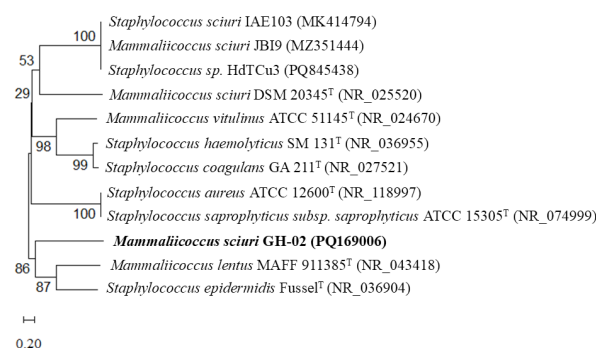 Staphylococcus sciuri IAE103 (MK414794)
100
Mammaliicoccus sciuri JBI9 (MZ351444)
53
Staphylococcus sp. HdTCu3 (PQ845438)
29
Mammaliicoccus sciuri DSM 20345ᵀ (NR_025520)
Mammaliicoccus vitulinus ATCC 51145ᵀ (NR_024670)
98
Staphylococcus haemolyticus SM 131ᵀ (NR_036955)
99
Staphylococcus coagulans GA 211ᵀ (NR_027521)
Staphylococcus aureus ATCC 12600ᵀ (NR_118997)
100
Staphylococcus saprophyticus subsp. saprophyticus ATCC 15305ᵀ (NR_074999)
Mammaliicoccus sciuri GH-02 (PQ169006)
86
Mammaliicoccus lentus MAFF 911385ᵀ (NR_043418)
87
Staphylococcus epidermidis Fusselᵀ (NR_036904)
0.20